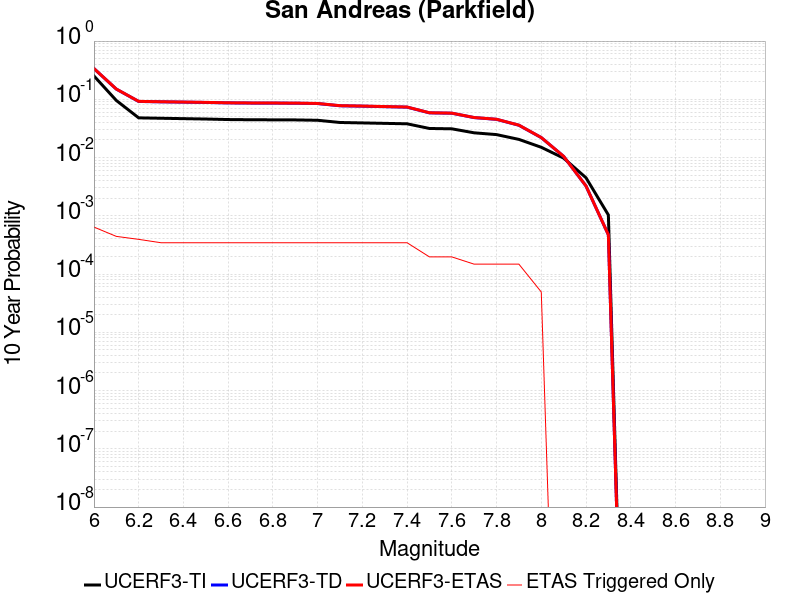 San Andreas (Parkfield)
10 Year Probability
10^0
10^-1
10^-2
10^-3
10^-4
10^-5
10^-6
10^-7
10^-8
6 6.2 6.4 6.6 6.8 7 7.2 7.4 7.6 7.8 8 8.2 8.4 8.6 8.8 9
Magnitude
UCERF3-TI UCERF3-TD UCERF3-ETAS ETAS Triggered Only